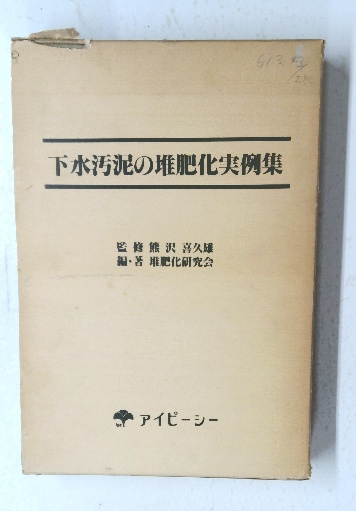 613.
下水汚泥の堆肥化実例集
監修 熊沢喜久雄
編・著 堆肥化研究会
アイピーシー